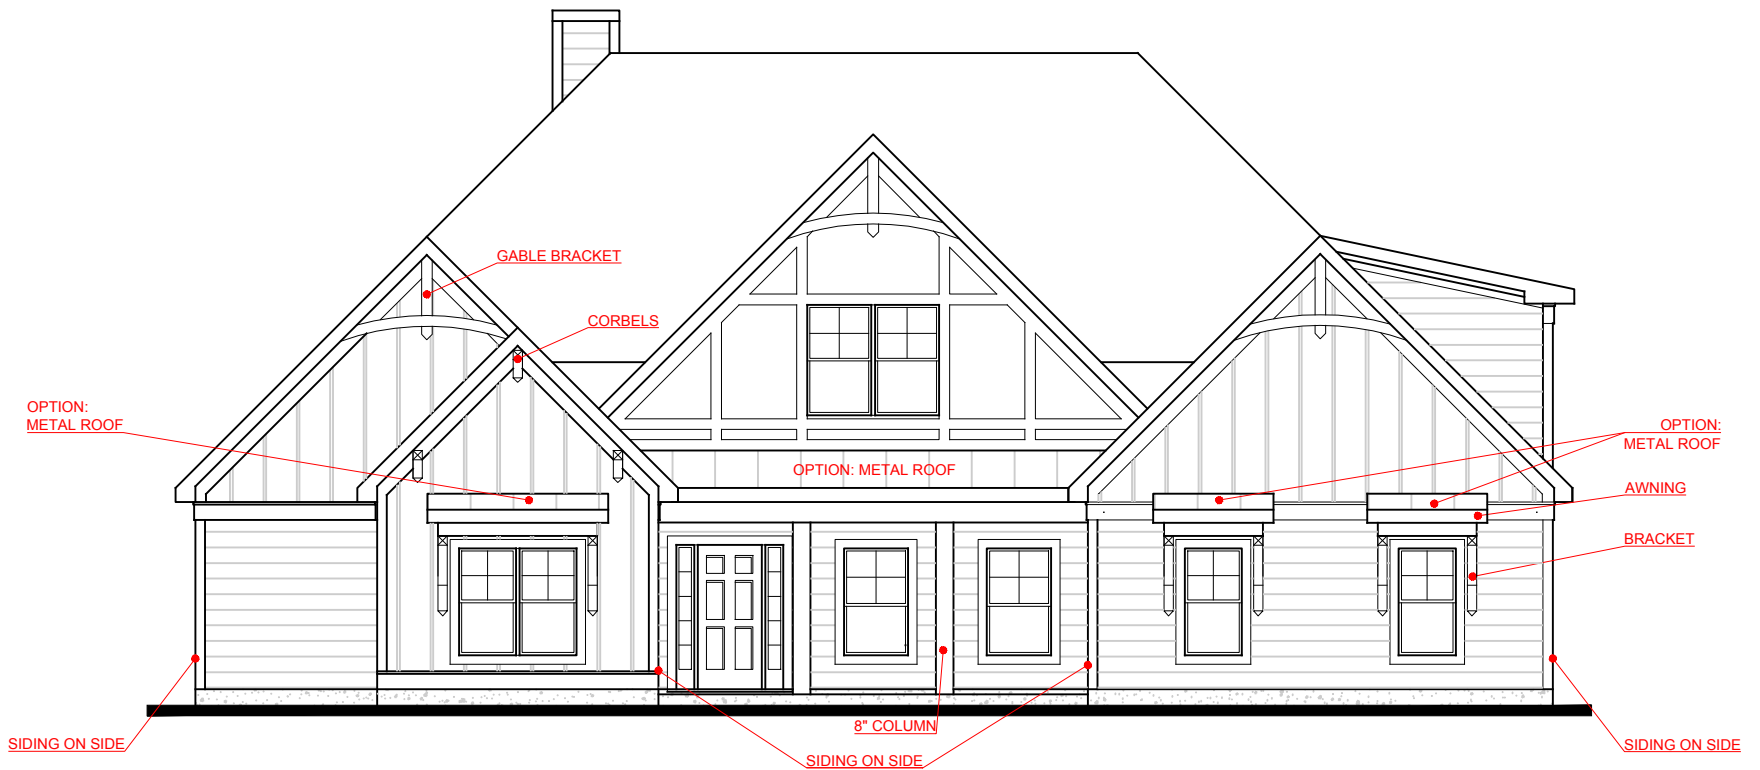 GABLE BRACKET
CORBELS
OPTION:
METAL ROOF
OPTION: METAL ROOF
OPTION:
METAL ROOF
AWNING
BRACKET
8" COLUMN
SIDING ON SIDE
SIDING ON SIDE
SIDING ON SIDE